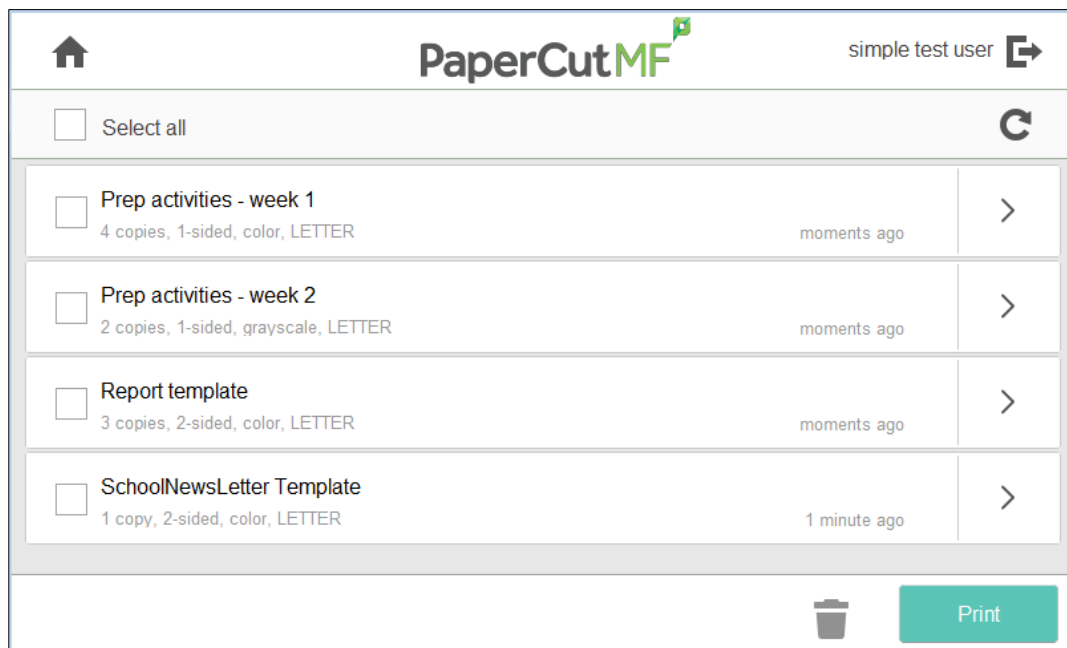 PaperCutMF
simple test user
Select all
Prep activities - week 1
4 copies, 1-sided, color, LETTER
moments ago
Prep activities - week 2
2 copies, 1-sided, grayscale, LETTER
moments ago
Report template
3 copies, 2-sided, color, LETTER
moments ago
SchoolNewsLetter Template
1 copy, 2-sided, color, LETTER
1 minute ago
Print